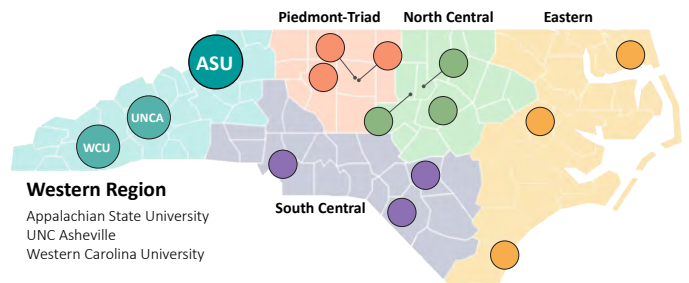 Piedmont-Triad
North Central
Eastern
ASU
UNCA
WCU
Western Region
Appalachian State University
UNC Asheville
Western Carolina University
South Central